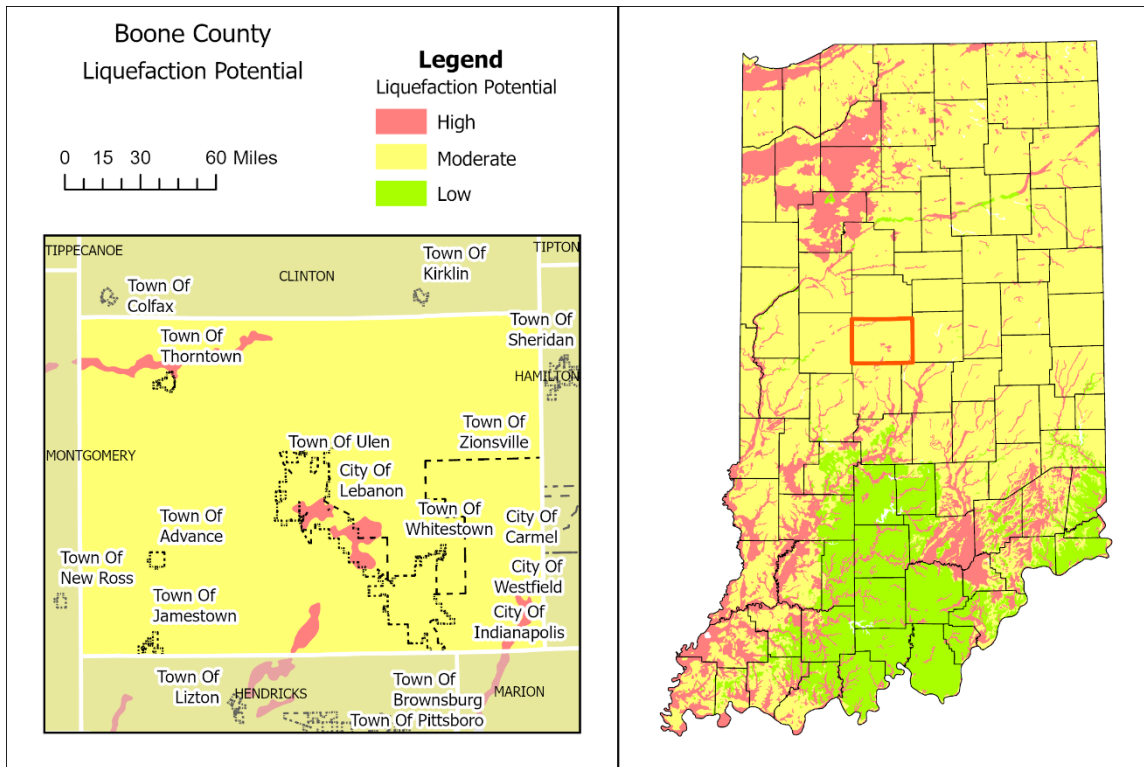 Boone County
Liquefaction Potential
0 15 30 60 Miles
Legend
Liquefaction Potential
High
Moderate
Low
TIPPECANOE
CLINTON
TIPTON
Town Of
Colfax
Town Of
Kirklin
Town Of
Thorntown
Town Of
Sheridan
HAMILTON
MONTGOMERY
Town Of Ulen
City Of
Lebanon
Town Of
Zionsville
Town Of
Advance
Town Of
Whitestown
City Of
Carmel
Town Of
New Ross
City Of
Westfield
Town Of
Jamestown
City Of
Indianapolis
Town Of
Lizton
HENDRICKS
Town Of
Brownsburg
MARION
Town Of Pittsboro